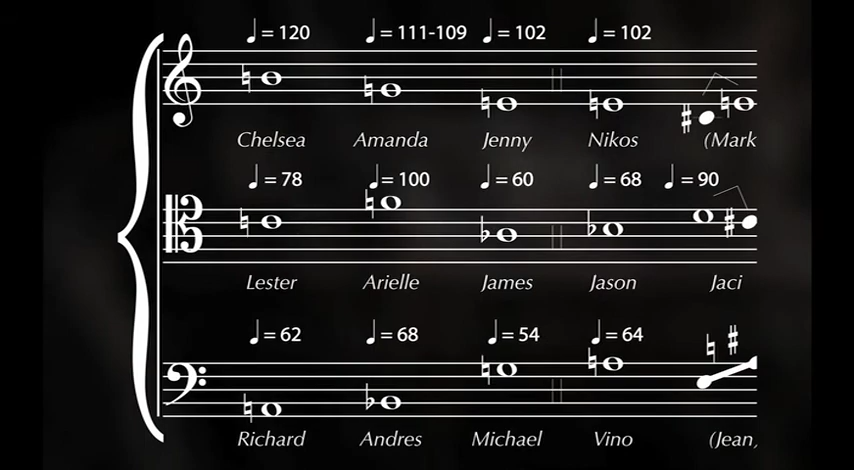 ♩ = 120 ♩ = 111-109 ♩ = 102 ♩ = 102
Chelsea Amanda Jenny Nikos (Mark
♩ = 78 ♩ = 100 ♩ = 60 ♩ = 68 ♩ = 90
Lester Arielle James Jason Jaci
♩ = 62 ♩ = 68 ♩ = 54 ♩ = 64
Richard Andres Michael Vino (Jean,